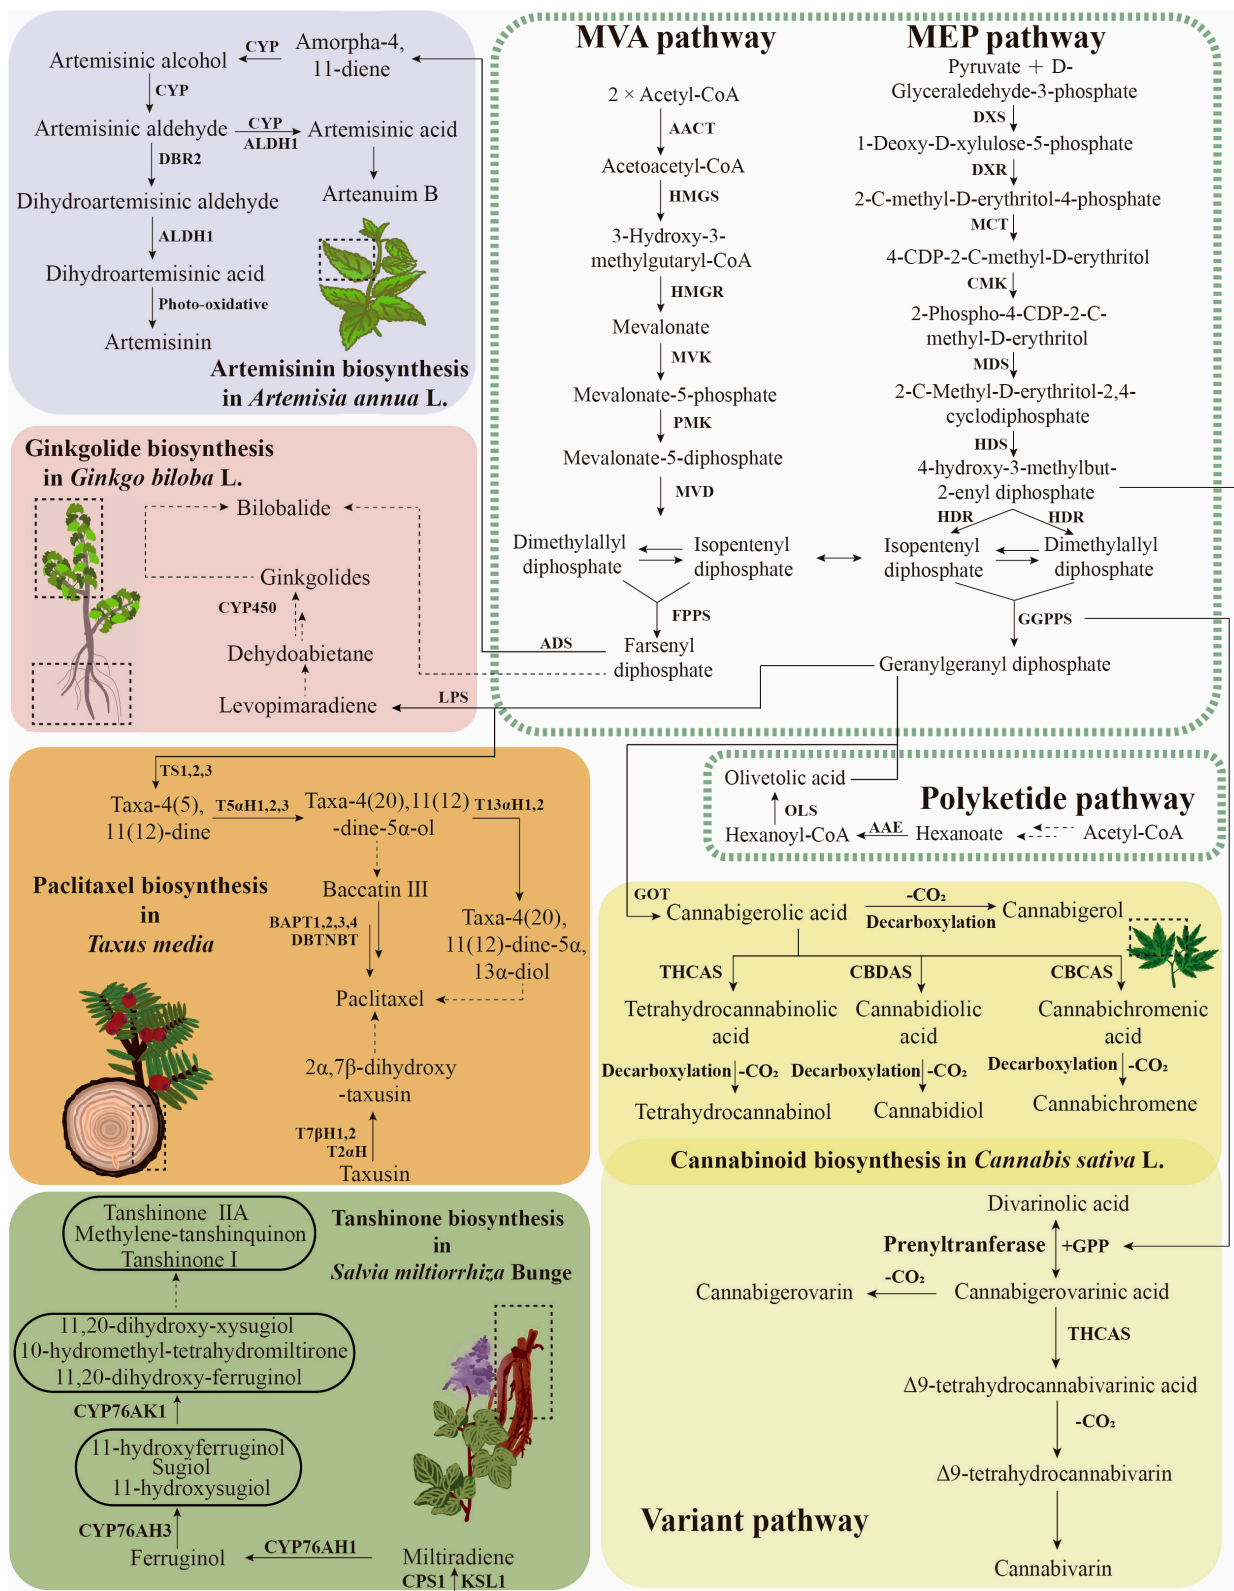 Artemisinic alcohol
CYP
Amorpha-4,
11-diene
CYP
Artemisinic aldehyde
CYP
ALDH1
Artemisinic acid
DBR2
Arteanuim B
Dihydroartemisinic aldehyde
ALDH1
Dihydroartemisinic acid
Photo-oxidative
Artemisinin
Artemisinin biosynthesis
in Artemisia annua L.
MVA pathway
2 × Acetyl-CoA
AACT
Acetoacetyl-CoA
HMGS
3-Hydroxy-3-
methylgutaryl-CoA
HMGR
Mevalonate
MVK
Mevalonate-5-phosphate
PMK
Mevalonate-5-diphosphate
MVD
Dimethylallyl
diphosphate
Isopentenyl
diphosphate
FPPS
Farsenyl
diphosphate
ADS
MEP pathway
Pyruvate + D-
Glyceraledehyde-3-phosphate
DXS
1-Deoxy-D-xylulose-5-phosphate
DXR
2-C-methyl-D-erythritol-4-phosphate
MCT
4-CDP-2-C-methyl-D-erythritol
CMK
2-Phospho-4-CDP-2-C-
methyl-D-erythritol
MDS
2-C-Methyl-D-erythritol-2,4-
cyclodiphosphate
HDS
4-hydroxy-3-methylbut-
2-enyl diphosphate
HDR
HDR
Isopentenyl
diphosphate
Dimethylallyl
diphosphate
GGPPS
Geranylgeranyl diphosphate
Ginkgolide biosynthesis
in Ginkgo biloba L.
Bilobalide
Ginkgolides
CYP450
Dehydoabietane
Levopimaradiene
LPS
Olivetolic acid
Polyketide pathway
OLS
Hexanoyl-CoA
AAE
Hexanoate
Acetyl-CoA
TS1,2,3
Taxa-4(5),
11(12)-dine
T5αH1,2,3
Taxa-4(20),11(12)
-dine-5α-ol
T13αH1,2
Paclitaxel biosynthesis
in
Taxus media
Baccatin III
BAPT1,2,3,4
DBTNBT
Taxa-4(20),
11(12)-dine-5α,
13α-diol
Paclitaxel
2α,7β-dihydroxy
-taxusin
T7βH1,2
T2αH
Taxusin
GOT
Cannabigerolic acid
-CO₂
Decarboxylation
Cannabigerol
THCAS
CBDAS
CBCAS
Tetrahydrocannabinolic
acid
Cannabidiolic
acid
Cannabichromenic
acid
Decarboxylation
-CO₂
Decarboxylation
-CO₂
Decarboxylation
-CO₂
Tetrahydrocannabinol
Cannabidiol
Cannabichromene
Cannabinoid biosynthesis in Cannabis sativa L.
Divarinolic acid
Prenyltranferase
+GPP
Cannabigerovarin
-CO₂
Cannabigerovarinic acid
THCAS
Δ9-tetrahydrocannabivarinic acid
-CO₂
Δ9-tetrahydrocannabivarin
Variant pathway
Cannabivarin
Tanshinone IIA
Methylene-tanshinquinon
Tanshinone I
Tanshinone biosynthesis
in
Salvia miltiorrhiza Bunge
11,20-dihydroxy-xysugiol
10-hydromethyl-tetrahydromiltirone
11,20-dihydroxy-ferruginol
CYP76AK1
11-hydroxyferruginol
Sugiol
11-hydroxysugiol
CYP76AH3
Ferruginol
CYP76AH1
Miltiradiene
CPS1
KSL1